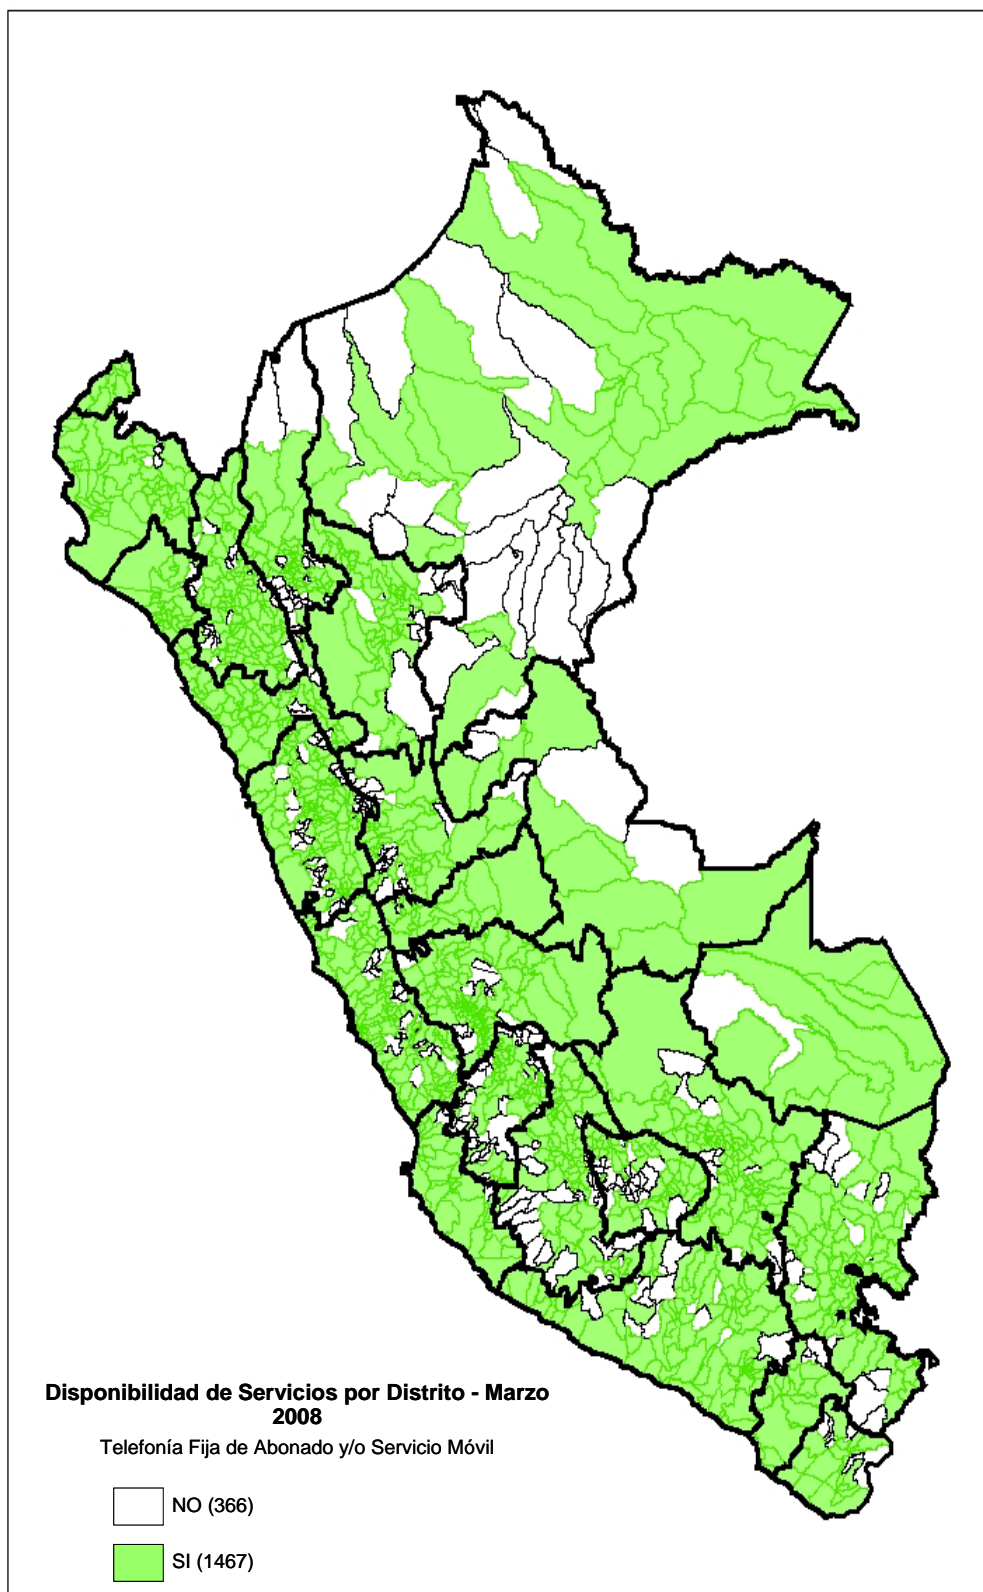 Disponibilidad de Servicios por Distrito - Marzo
2008
Telefonía Fija de Abonado y/o Servicio Móvil
NO (366)
SI (1467)